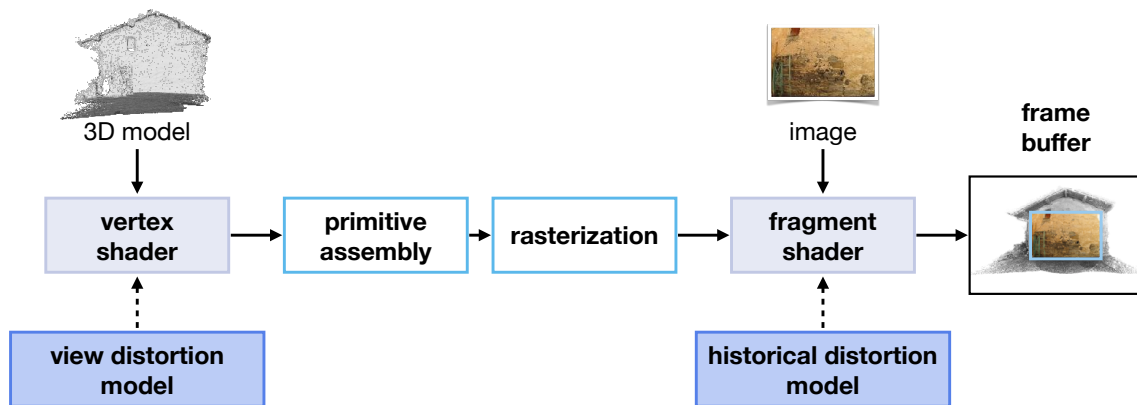 3D model
image
frame
buffer
vertex
shader
primitive
assembly
rasterization
fragment
shader
view distortion
model
historical distortion
model